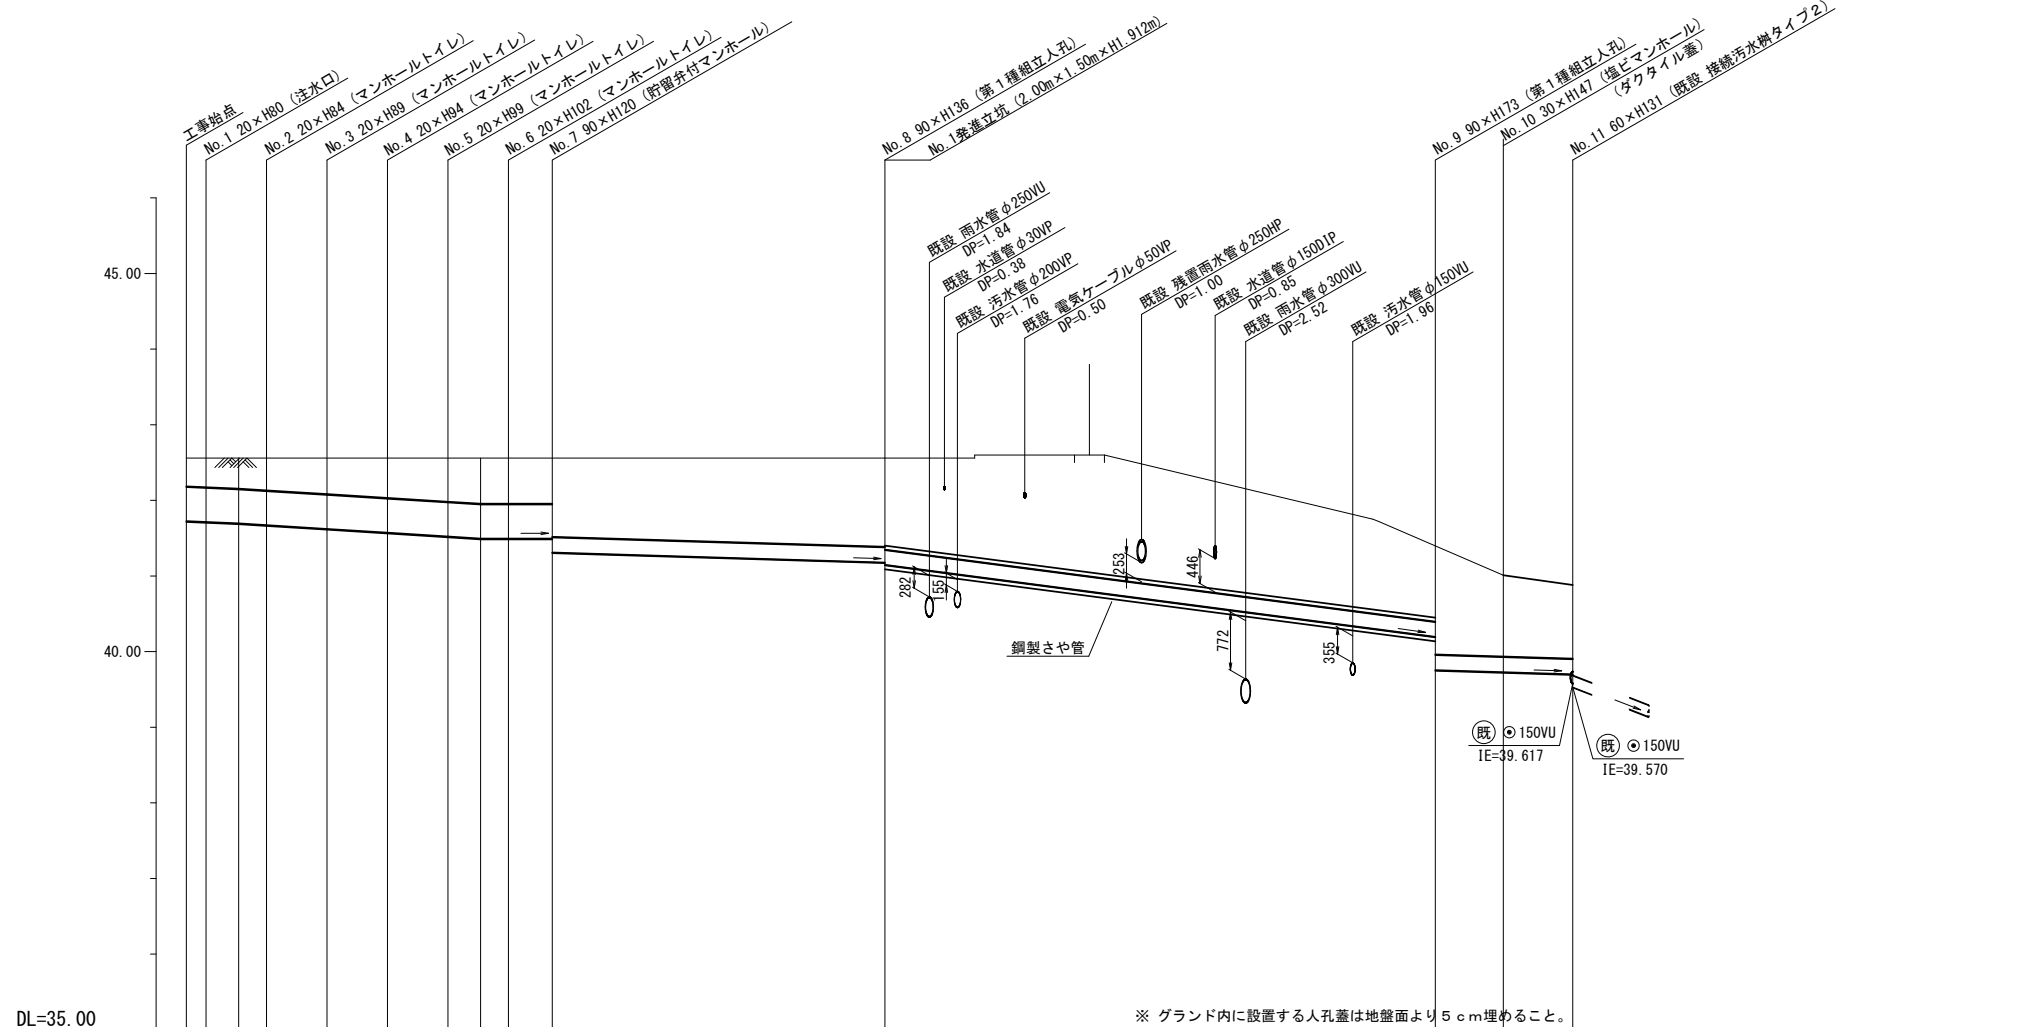 工事始点
No.1 20×H80（注水口）
No.2 20×H84（マンホールトイレ）
No.3 20×H89（マンホールトイレ）
No.4 20×H94（マンホールトイレ）
No.5 20×H99（マンホールトイレ）
No.6 20×H102（マンホールトイレ）
No.7 90×H120（貯留弁付マンホール）
No.8 90×H136（第１種組立人孔）
No.1発進立坑（2.00m×1.50m×H1.912m）
No.9 90×H173（第１種組立人孔）
No.10 30×H147（塩ビマンホール）
（ダクタイル蓋）
No.11 60×H131（既設 接続汚水桝タイプ２）
既設 雨水管φ250VU
DP=1.84
既設 水道管φ30VP
DP=0.38
既設 汚水管φ200VP
DP=1.76
既設 電気ケーブルφ50VP
DP=0.50
既設 残置雨水管φ250HP
DP=1.00
既設 水道管φ150DIP
DP=0.85
既設 雨水管φ300VU
DP=2.52
既設 汚水管φ150VU
DP=1.96
45.00
40.00
282
155
253
446
772
355
鋼製さや管
既 150VU
IE=39.617
既 150VU
IE=39.570
DL=35.00
※ グランド内に設置する人孔蓋は地盤面より５ｃｍ埋めること。